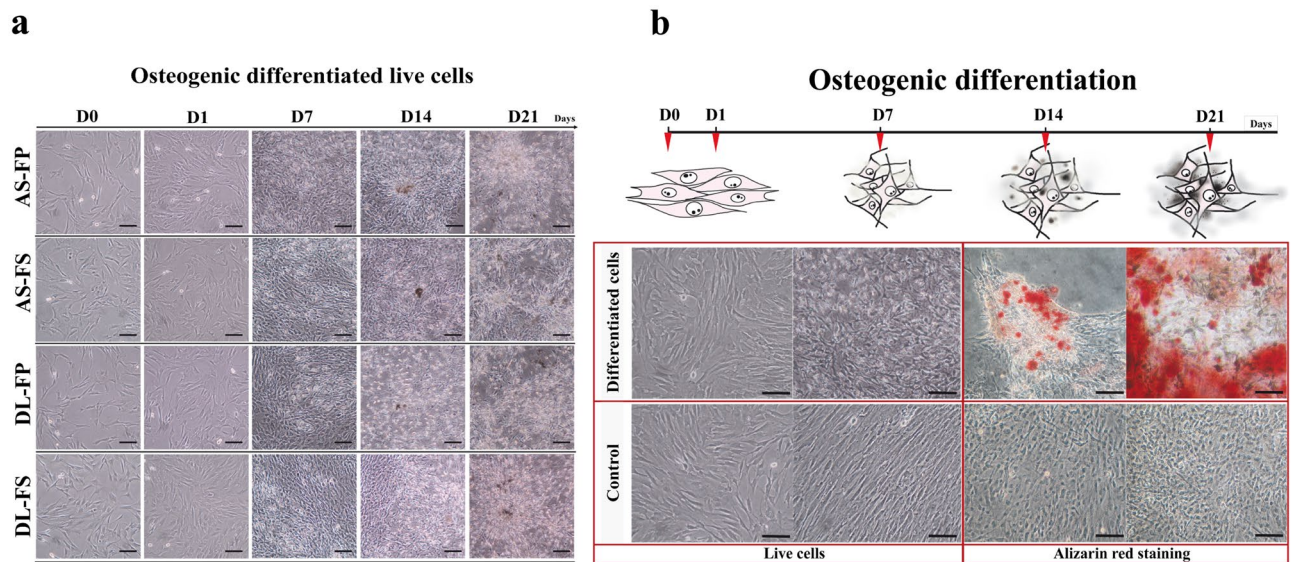 a
Osteogenic differentiated live cells
D0 D1 D7 D14 D21 Days
AS-FP
AS-FS
DL-FP
DL-FS
b
Osteogenic differentiation
D0 D1 D7 D14 D21 Days
Differentiated cells
Control
Live cells
Alizarin red staining